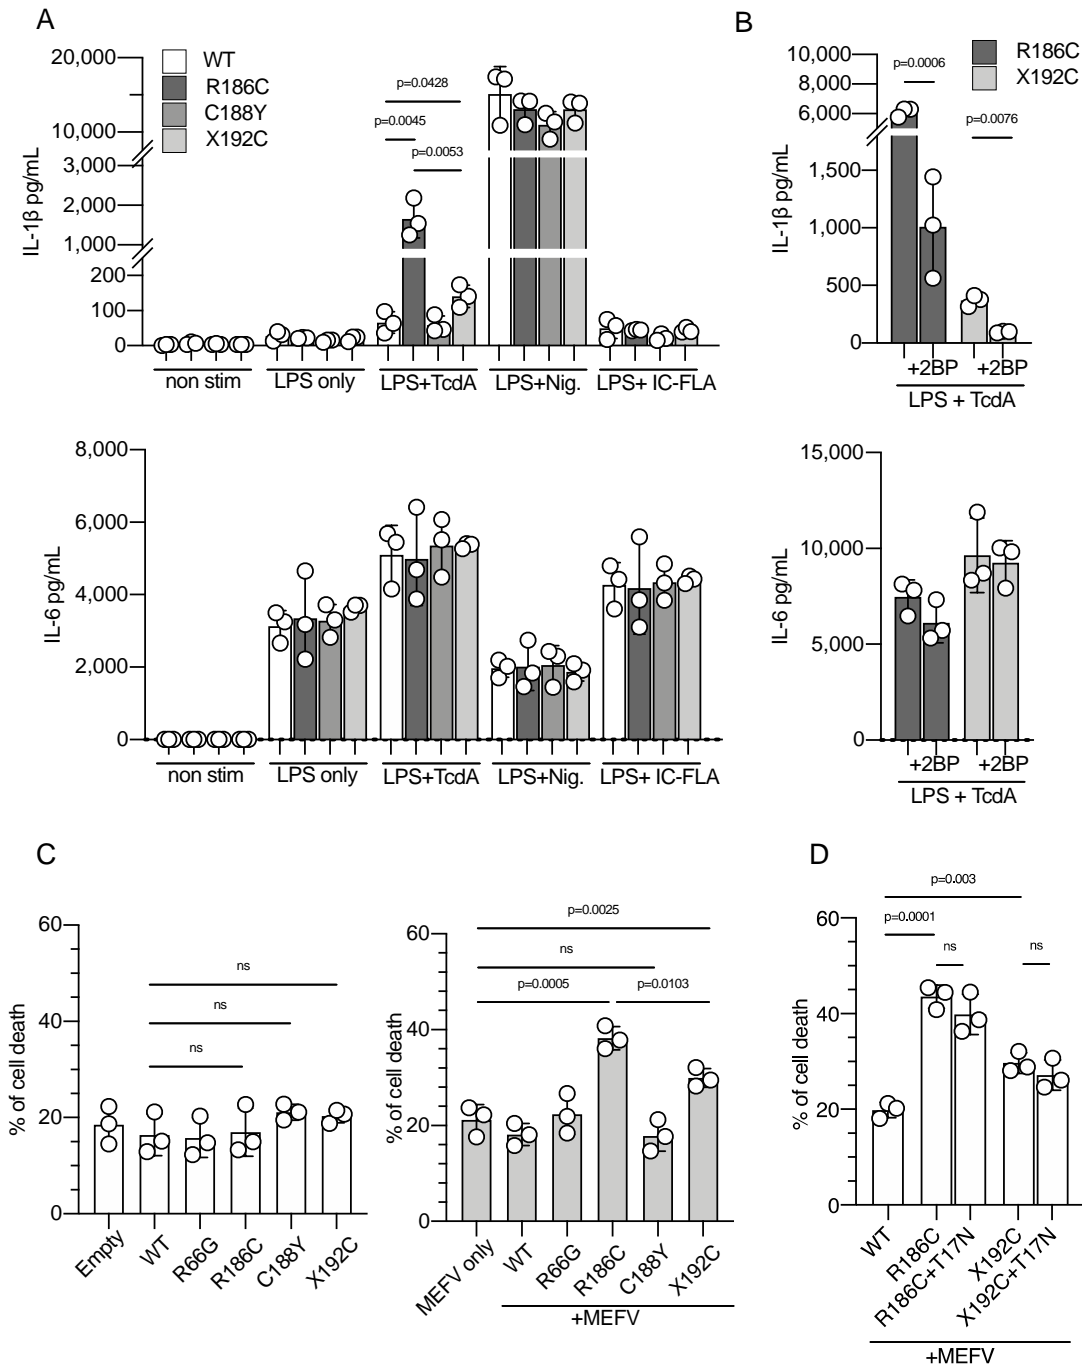 A
IL-1β pg/mL
20,000
10,000
3,000
2,000
1,000
200
100
0
WT
R186C
C188Y
X192C
p=0.0428
p=0.0045
p=0.0053
non stim
LPS only
LPS+TcdA
LPS+Nig.
LPS+ IC-FLA
B
IL-1β pg/mL
10,000
8,000
6,000
1,500
1,000
500
0
R186C
X192C
p=0.0006
p=0.0076
+2BP
+2BP
LPS + TcdA
IL-6 pg/mL
8,000
6,000
4,000
2,000
0
non stim
LPS only
LPS+TcdA
LPS+Nig.
LPS+ IC-FLA
IL-6 pg/mL
15,000
10,000
5,000
0
+2BP
+2BP
LPS + TcdA
C
% of cell death
60
40
20
0
ns
ns
ns
Empty
WT
R66G
R186C
C188Y
X192C
% of cell death
60
40
20
0
p=0.0025
ns
p=0.0005
p=0.0103
MEFV only
WT
R66G
R186C
C188Y
X192C
+MEFV
D
% of cell death
60
40
20
0
p=0.003
p=0.0001
ns
ns
WT
R186C
R186C+T17N
X192C
X192C+T17N
+MEFV